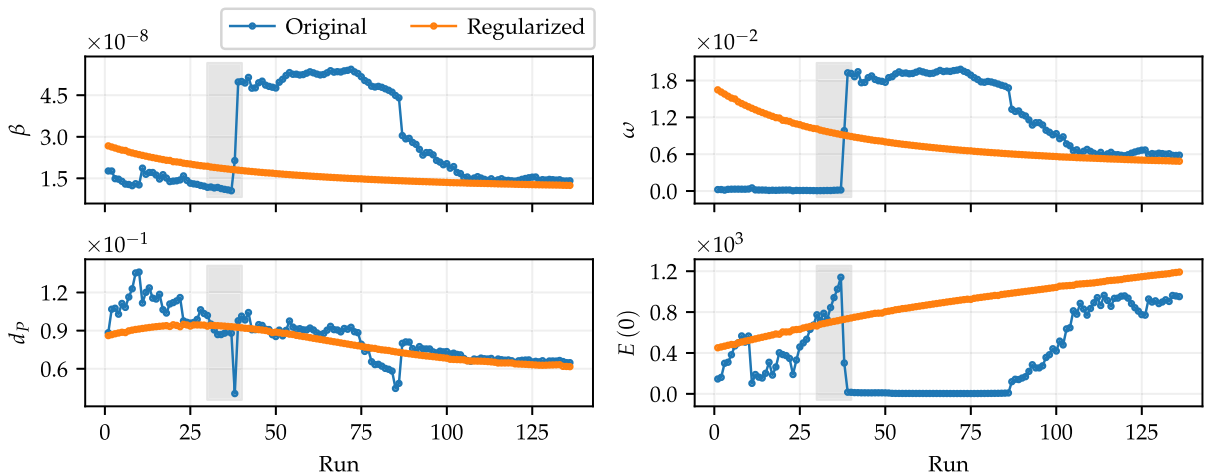 Original Regularized
×10⁻⁸
β
4.5
3.0
1.5
×10⁻²
ω
1.8
1.2
0.6
0.0
×10⁻¹
d_P
1.2
0.9
0.6
0 25 50 75 100 125
Run
×10³
E (0)
1.2
0.8
0.4
0.0
0 25 50 75 100 125
Run